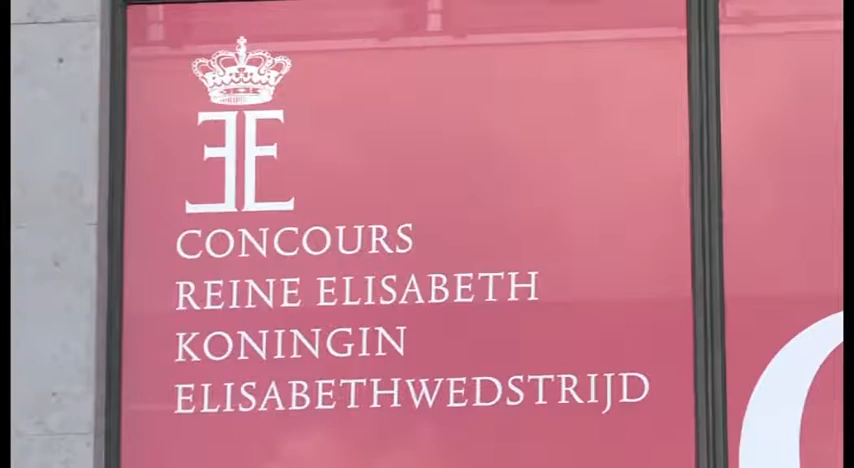 CONCOURS
REINE ELISABETH
KONINGIN
ELISABETHWEDSTRIJD